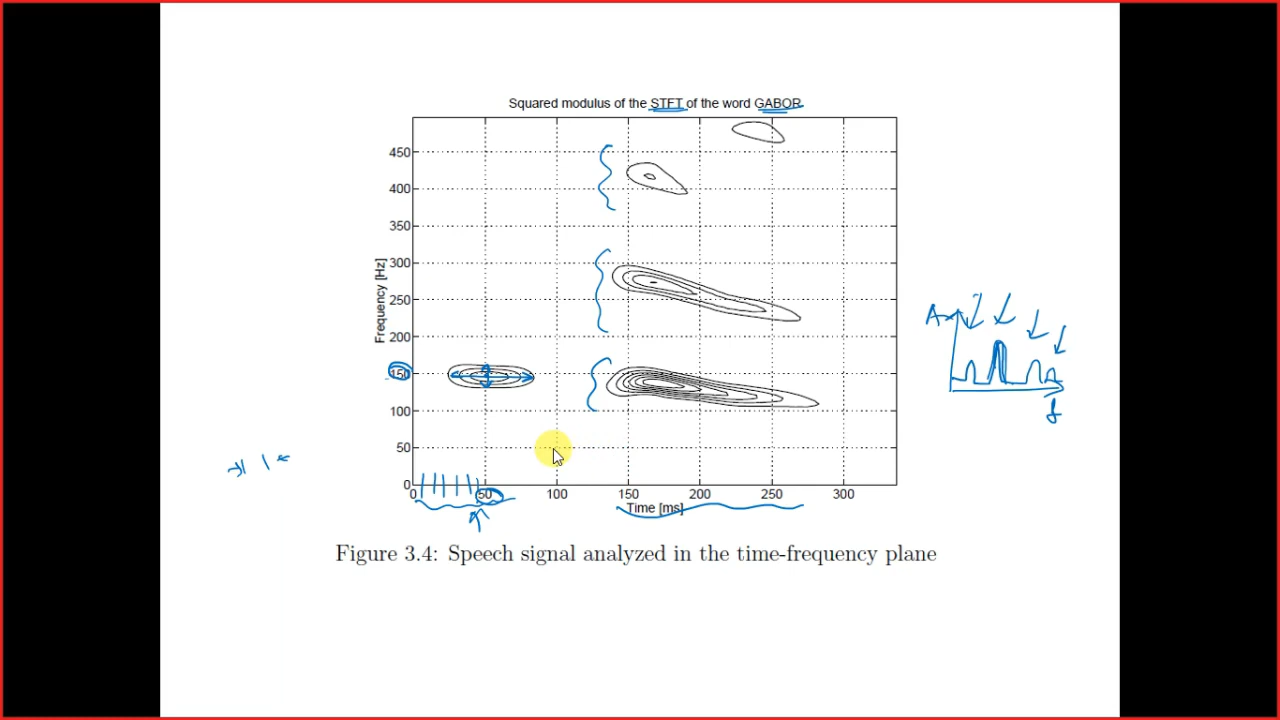 Squared modulus of the STFT of the word GABOR
450
400
350
300
250
200
150
100
50
0
Frequency [Hz]
0 50 100 150 200 250 300
Time [ms]
f
Figure 3.4: Speech signal analyzed in the time-frequency plane